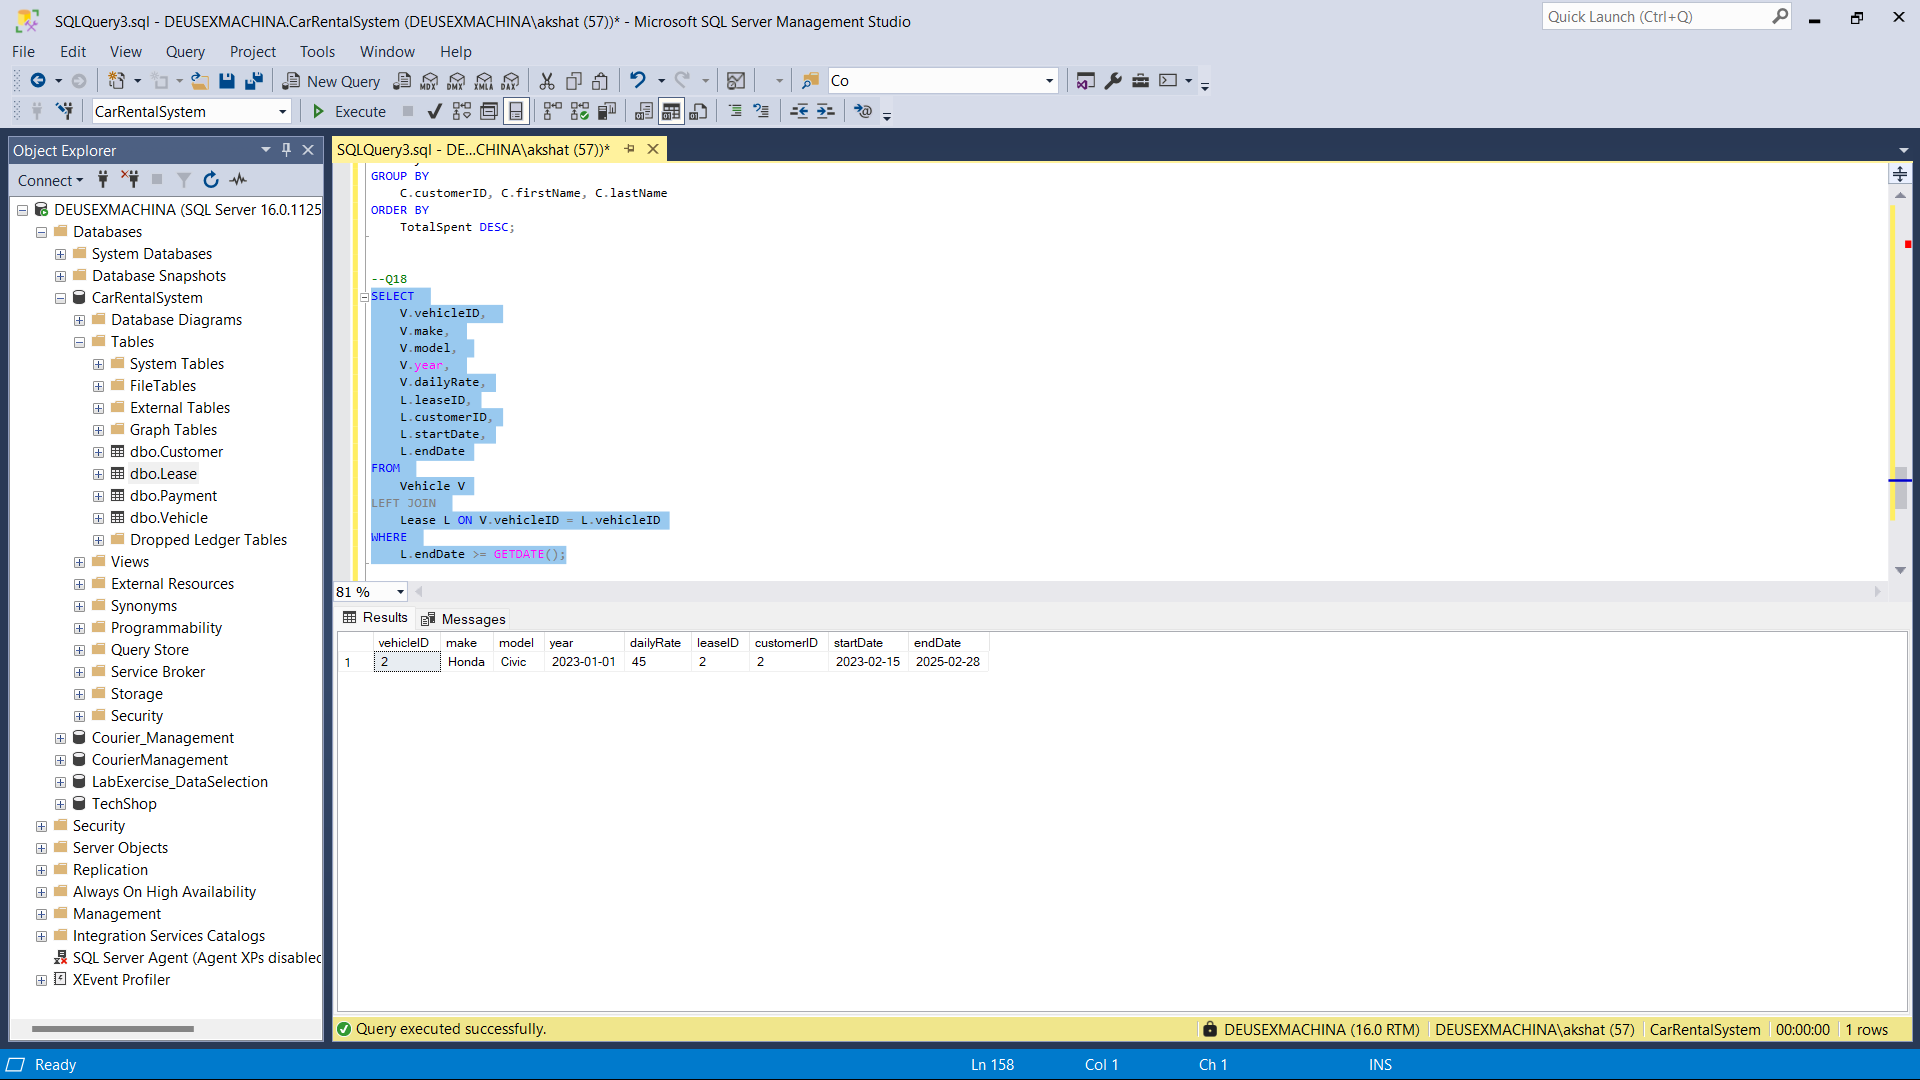 SQLQuery3.sql - DEUSEXMACHINA.CarRentalSystem (DEUSEXMACHINA\akshat (57))* - Microsoft SQL Server Management Studio
Quick Launch (Ctrl+Q)
File Edit View Query Project Tools Window Help
New Query MDX DMX XMLA DAX Co
CarRentalSystem Execute
Object Explorer
Connect
DEUSEXMACHINA (SQL Server 16.0.1125
Databases
System Databases
Database Snapshots
CarRentalSystem
Database Diagrams
Tables
System Tables
FileTables
External Tables
Graph Tables
dbo.Customer
dbo.Lease
dbo.Payment
dbo.Vehicle
Dropped Ledger Tables
Views
External Resources
Synonyms
Programmability
Query Store
Service Broker
Storage
Security
Courier_Management
CourierManagement
LabExercise_DataSelection
TechShop
Security
Server Objects
Replication
Always On High Availability
Management
Integration Services Catalogs
SQL Server Agent (Agent XPs disabled
XEvent Profiler
SQLQuery3.sql - DE...CHINA\akshat (57))*
GROUP BY
C.customerID, C.firstName, C.lastName
ORDER BY
TotalSpent DESC;
--Q18
SELECT
V.vehicleID,
V.make,
V.model,
V.year,
V.dailyRate,
L.leaseID,
L.customerID,
L.startDate,
L.endDate
FROM
Vehicle V
LEFT JOIN
Lease L ON V.vehicleID = L.vehicleID
WHERE
L.endDate >= GETDATE();
81 %
Results Messages
vehicleID make model year dailyRate leaseID customerID startDate endDate
1 2 Honda Civic 2023-01-01 45 2 2 2023-02-15 2025-02-28
Query executed successfully.
DEUSEXMACHINA (16.0 RTM) DEUSEXMACHINA\akshat (57) CarRentalSystem 00:00:00 1 rows
Ready Ln 158 Col 1 Ch 1 INS